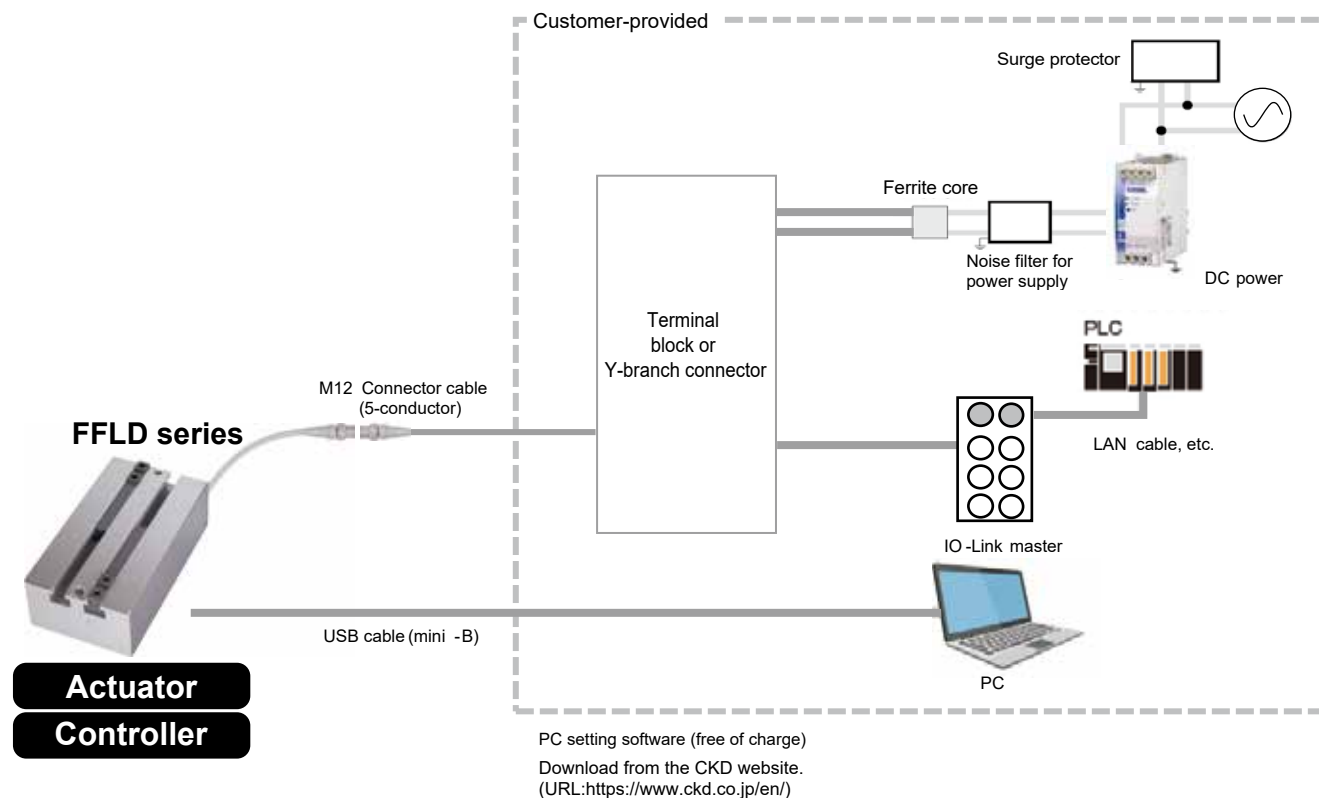 Customer-provided
Surge protector
Ferrite core
Noise filter for
power supply
DC power
Terminal
block or
Y-branch connector
PLC
M12 Connector cable
(5-conductor)
FFLD series
LAN cable, etc.
IO -Link master
USB cable (mini -B)
PC
Actuator
Controller
PC setting software (free of charge)
Download from the CKD website.
(URL:https://www.ckd.co.jp/en/)